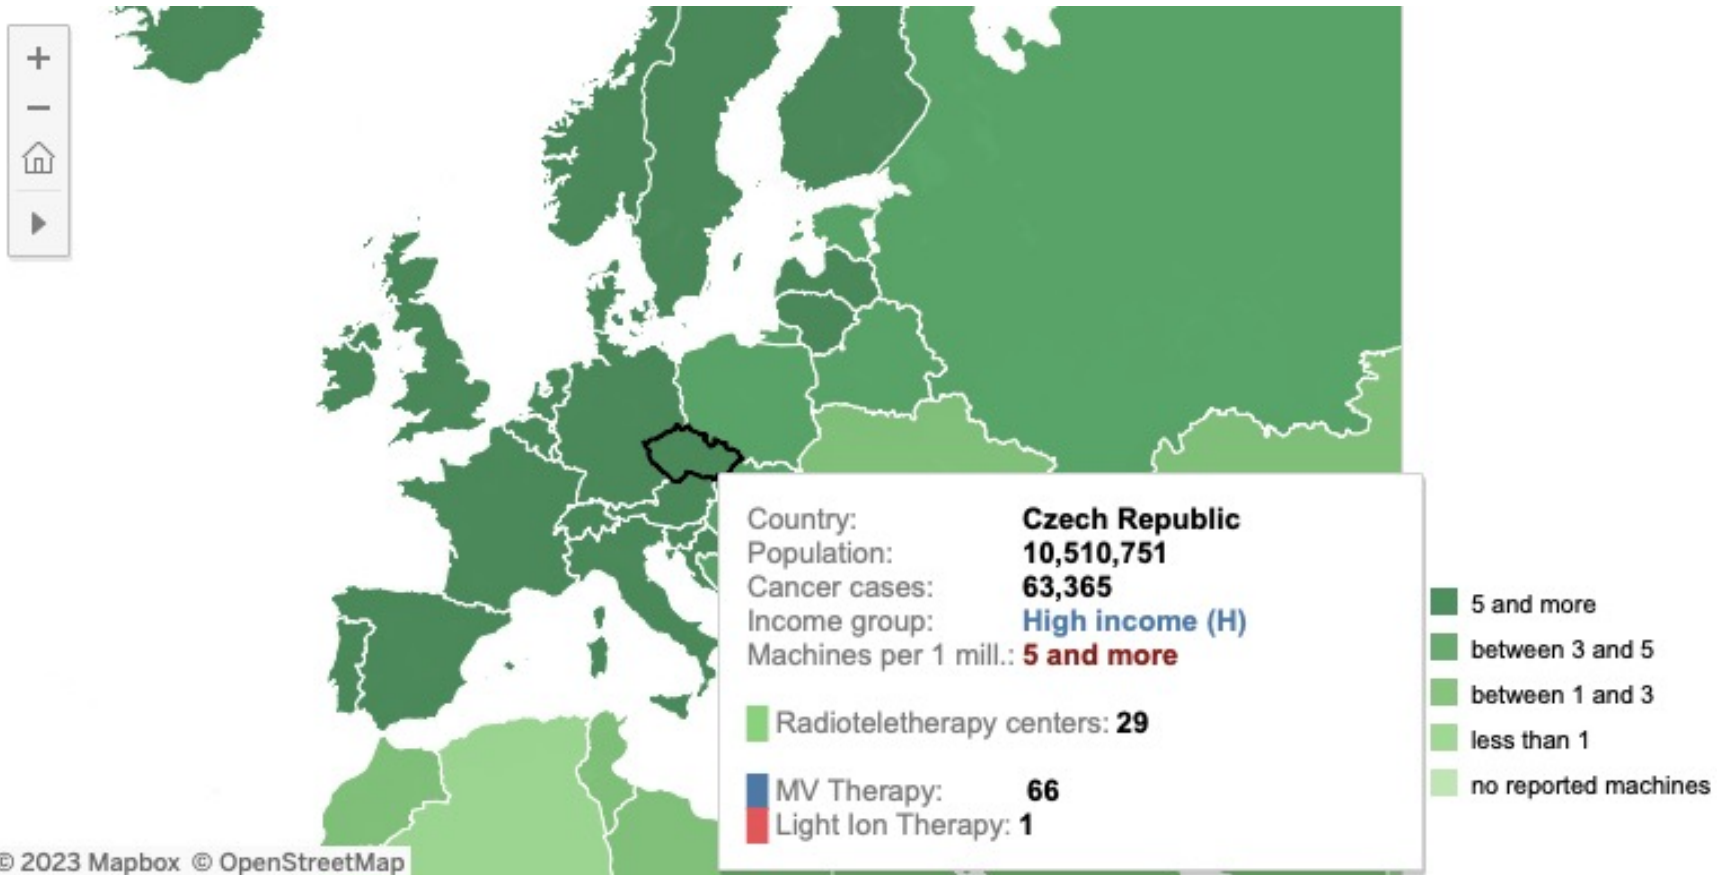 +
−
Country: Czech Republic
Population: 10,510,751
Cancer cases: 63,365
Income group: High income (H)
Machines per 1 mill.: 5 and more
Radioteletherapy centers: 29
MV Therapy: 66
Light Ion Therapy: 1
5 and more
between 3 and 5
between 1 and 3
less than 1
no reported machines
© 2023 Mapbox © OpenStreetMap